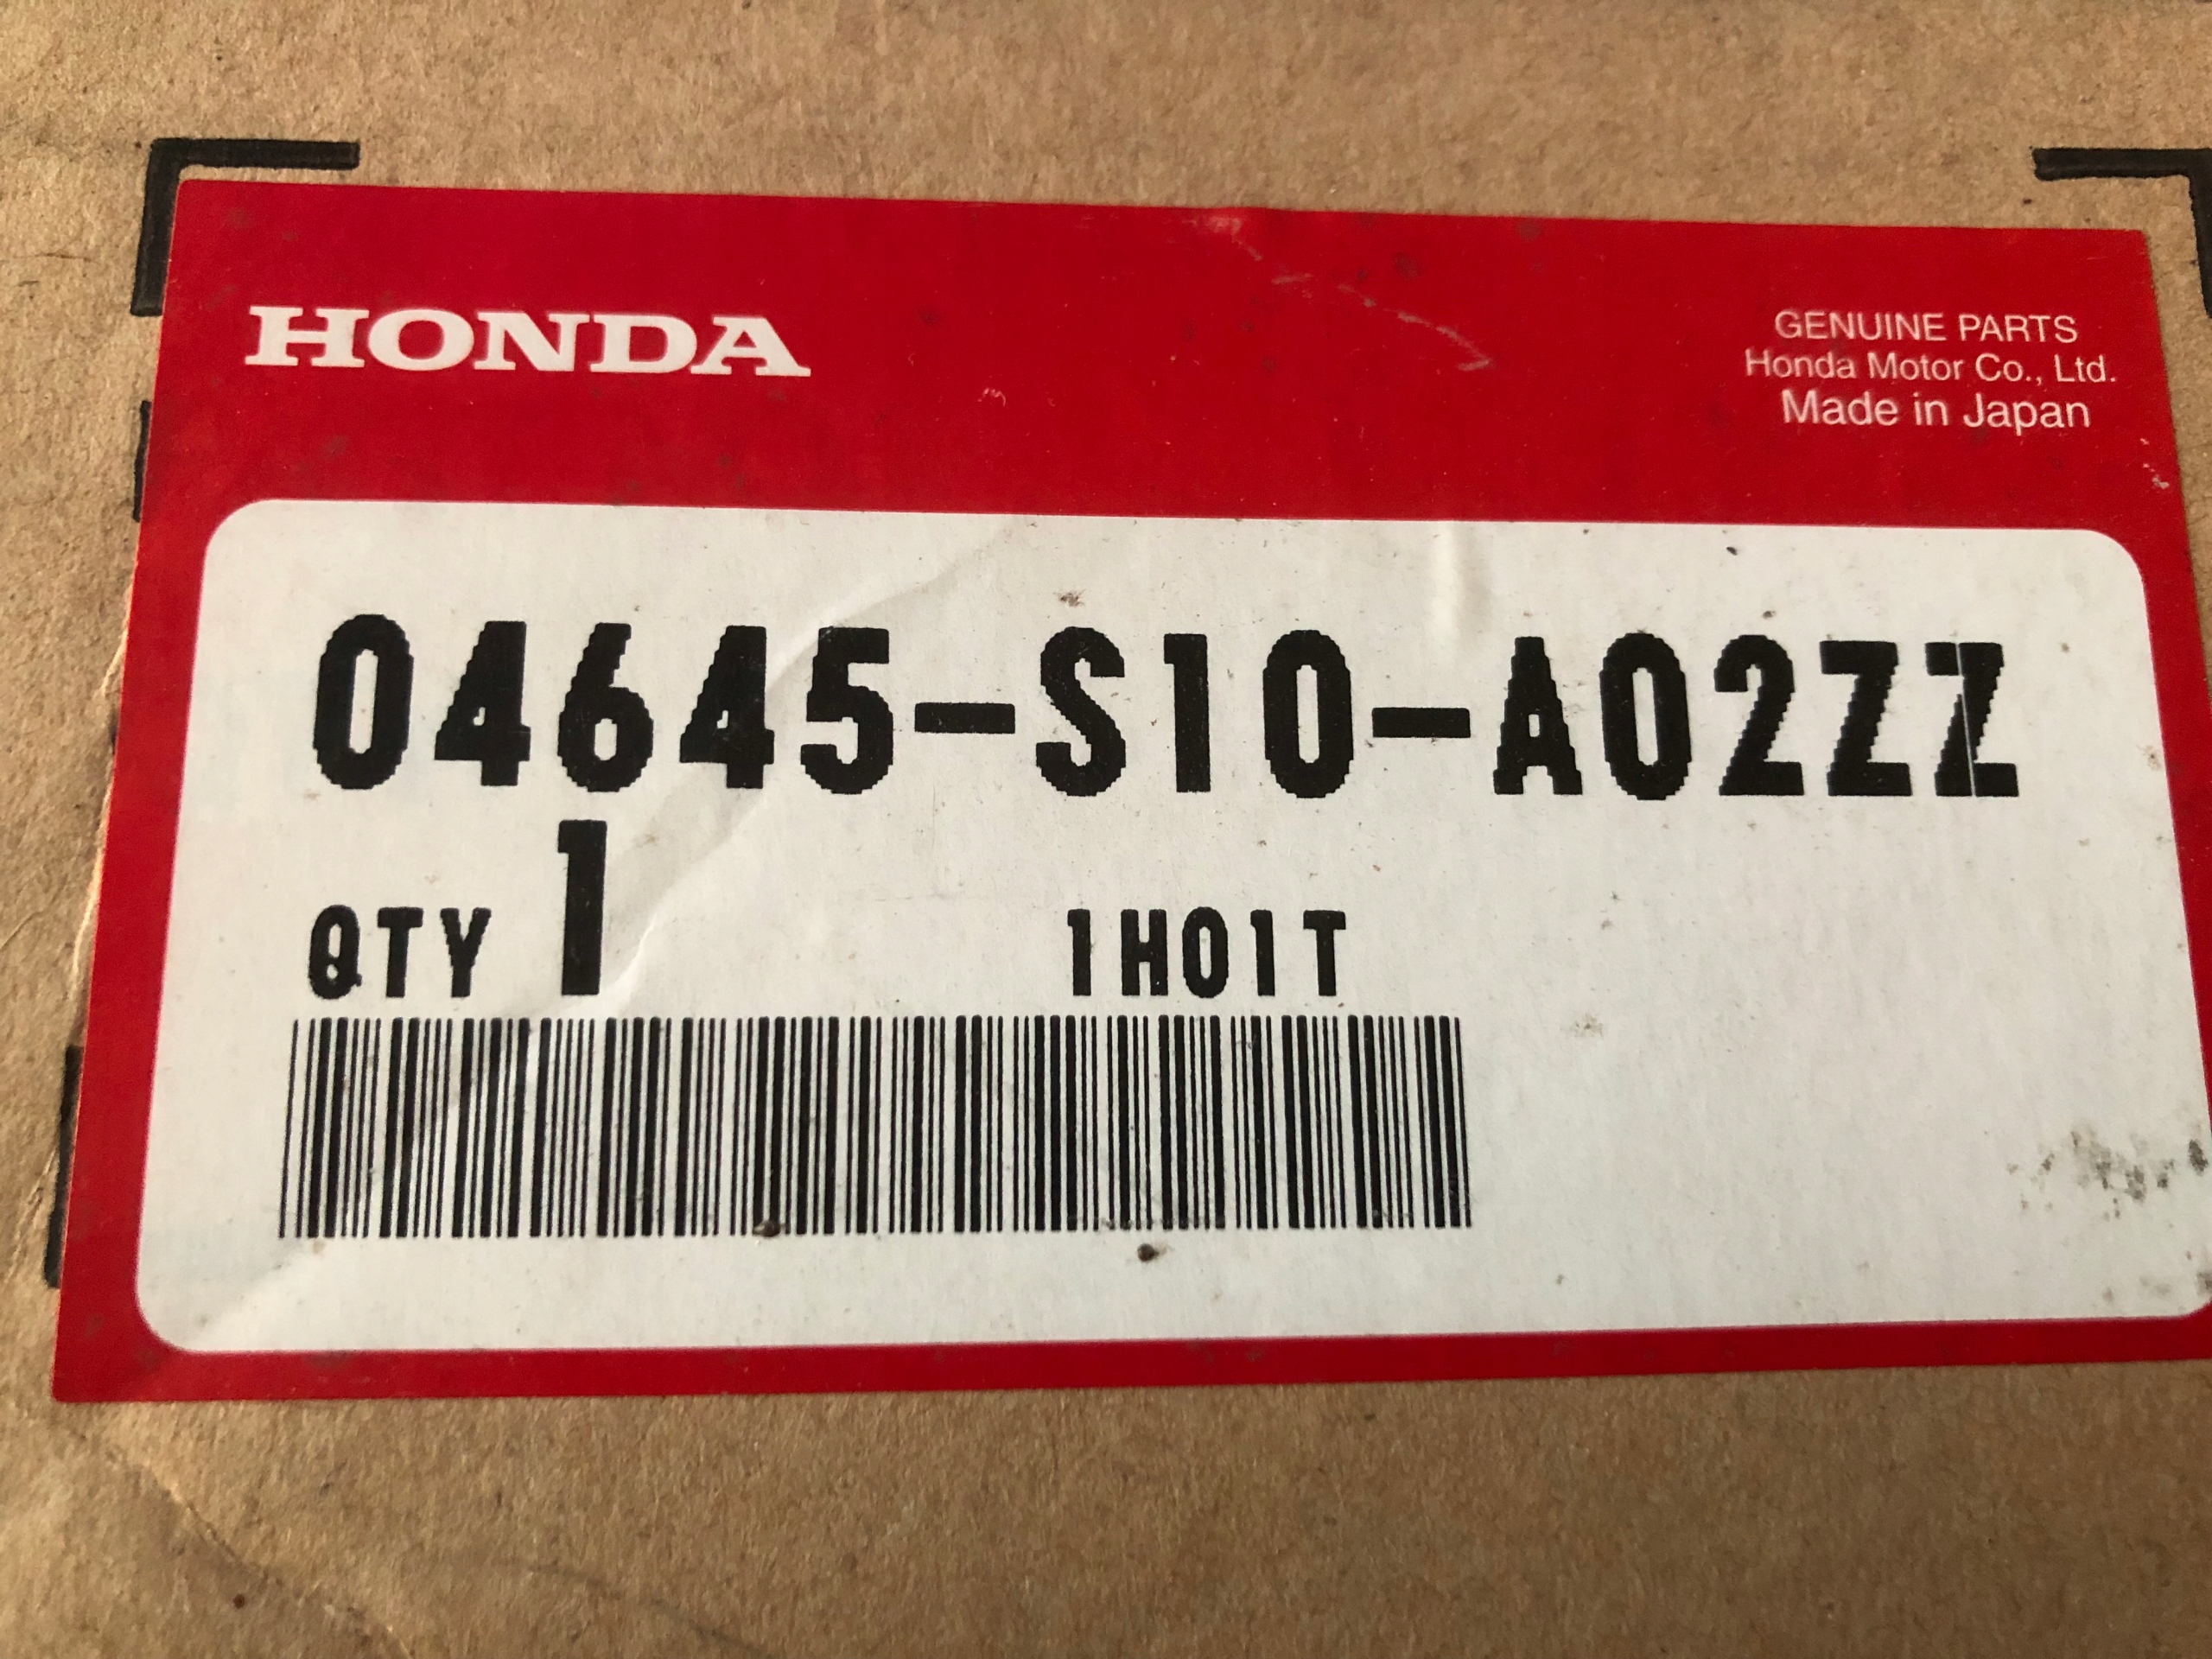 HONDA
GENUINE PARTS
Honda Motor Co., Ltd.
Made in Japan
04645-S10-A02ZZ
QTY 1 1H01T